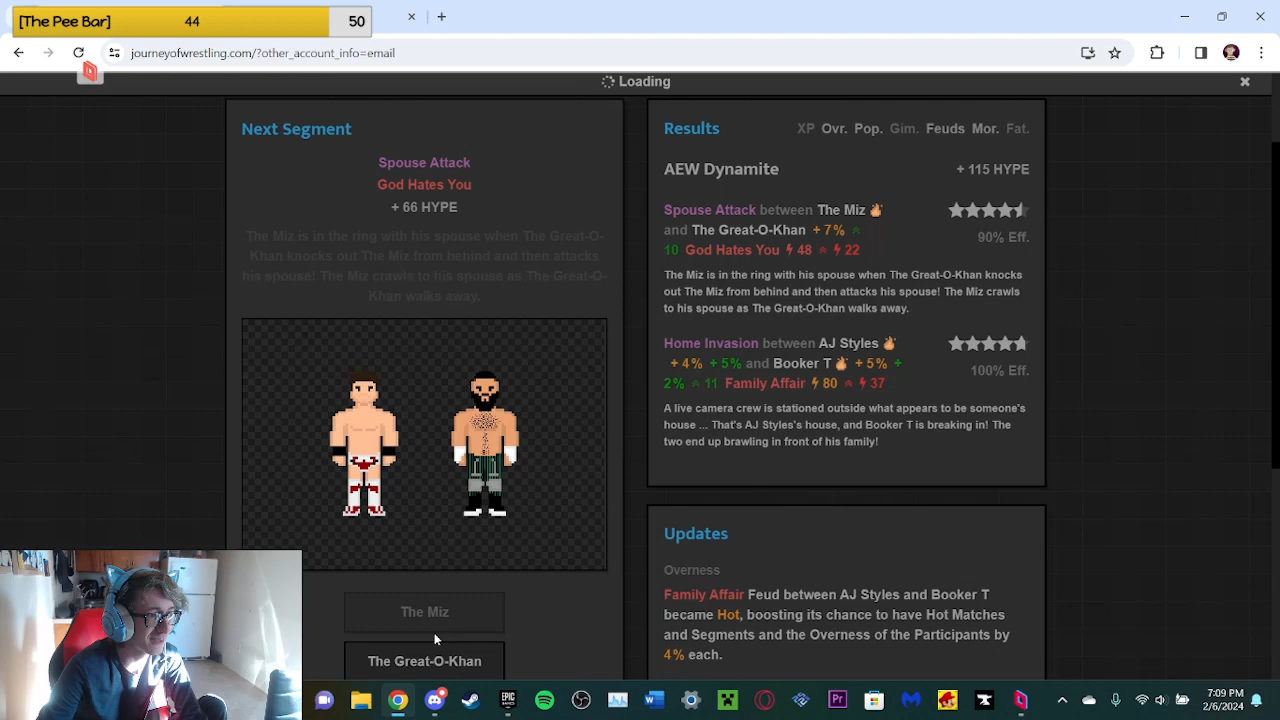 [The Pee Bar] 44 50
journeyofwrestling.com/?other_account_info=email
Loading
Next Segment
Spouse Attack
God Hates You
+ 66 HYPE
The Miz is in the ring with his spouse when The Great-O-
Khan knocks out The Miz from behind and then attacks
his spouse! The Miz crawls to his spouse as The Great-O-
Khan walks away.
The Miz
The Great-O-Khan
Results XP Ovr. Pop. Gim. Feuds Mor. Fat.
AEW Dynamite + 115 HYPE
Spouse Attack between The Miz
and The Great-O-Khan + 7%
10 God Hates You 48 22
90% Eff.
The Miz is in the ring with his spouse when The Great-O-Khan knocks
out The Miz from behind and then attacks his spouse! The Miz crawls
to his spouse as The Great-O-Khan walks away.
Home Invasion between AJ Styles
+ 4% + 5% and Booker T + 5% +
2% 11 Family Affair 80 37
100% Eff.
A live camera crew is stationed outside what appears to be someone's
house ... That's AJ Styles's house, and Booker T is breaking in! The
two end up brawling in front of his family!
Updates
Overness
Family Affair Feud between AJ Styles and Booker T
became Hot, boosting its chance to have Hot Matches
and Segments and the Overness of the Participants by
4% each.
7:09 PM
2/6/2024